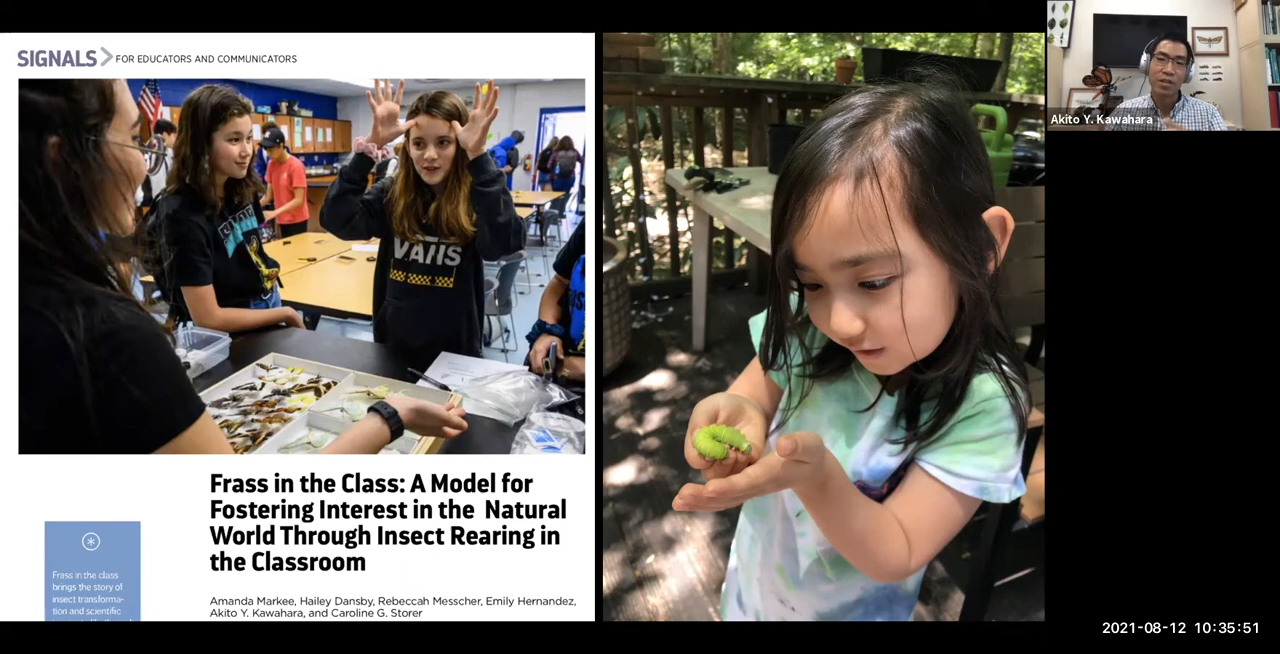 SIGNALS
FOR EDUCATORS AND COMMUNICATORS
VANS
Frass in the Class: A Model for
Fostering Interest in the Natural
World Through Insect Rearing in
the Classroom
Amanda Markee, Hailey Dansby, Rebeccah Messcher, Emily Hernandez,
Akito Y. Kawahara, and Caroline G. Storer
Frass in the class
brings the story of
insect transforma-
tion and scientific
Akito Y. Kawahara
2021-08-12 10:35:51